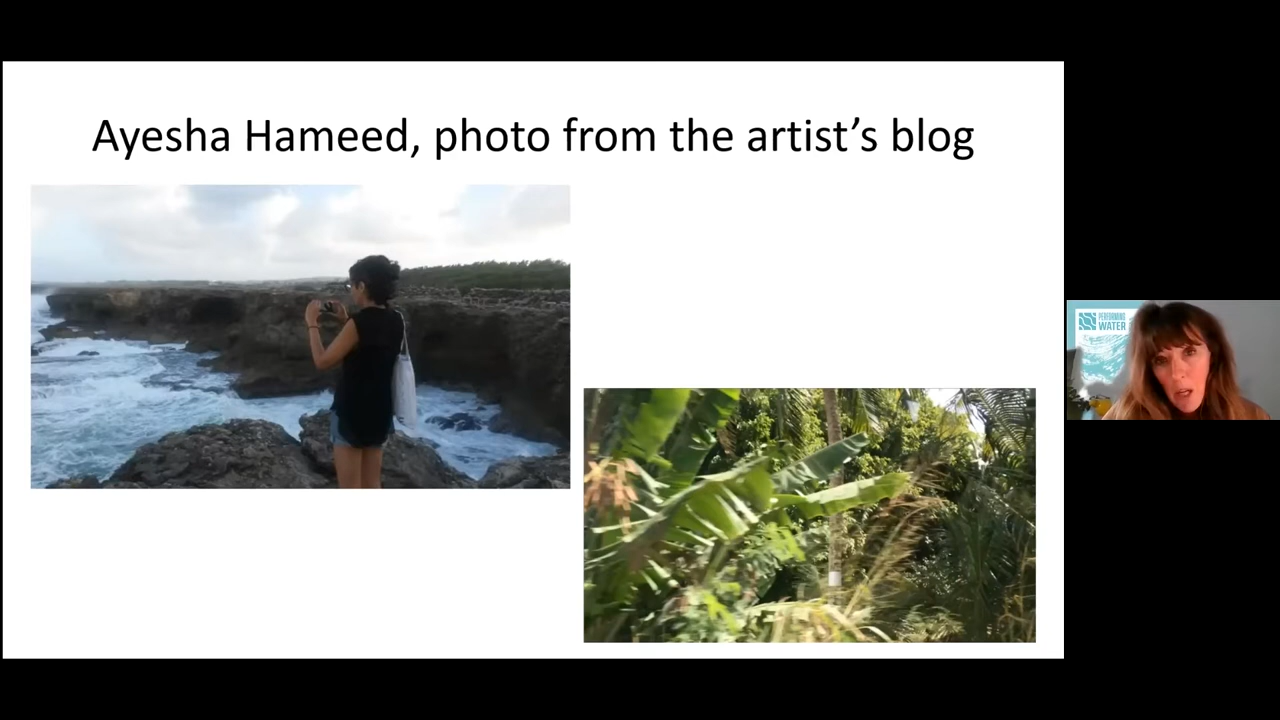 Ayesha Hameed, photo from the artist’s blog
PERFORMING
WATER